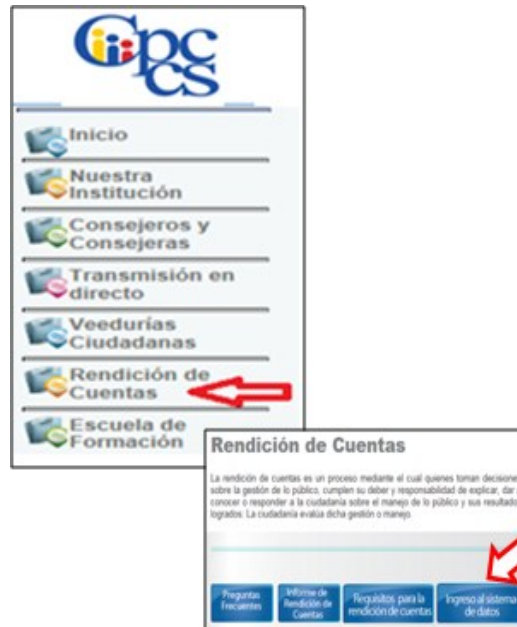 Cpc
cs
Inicio
Nuestra
Institución
Consejeros y
Consejeras
Transmisión en
directo
Veedurías
Ciudadanas
Rendición de
Cuentas
Escuela de
Formación
Rendición de Cuentas
La rendición de cuentas es un proceso mediante el cual quienes toman decisione
sobre la gestión de lo público, cumplen su deber y responsabilidad de explicar, dar
conocer o responder a la ciudadanía sobre el manejo de lo público y sus resultado
logrados. La ciudadanía evalúa dicha gestión o manejo.
Preguntas
Frecuentes
Informe de
Rendición de
Cuentas
Requisitos para la
rendición de cuentas
Ingreso al sistema
de datos